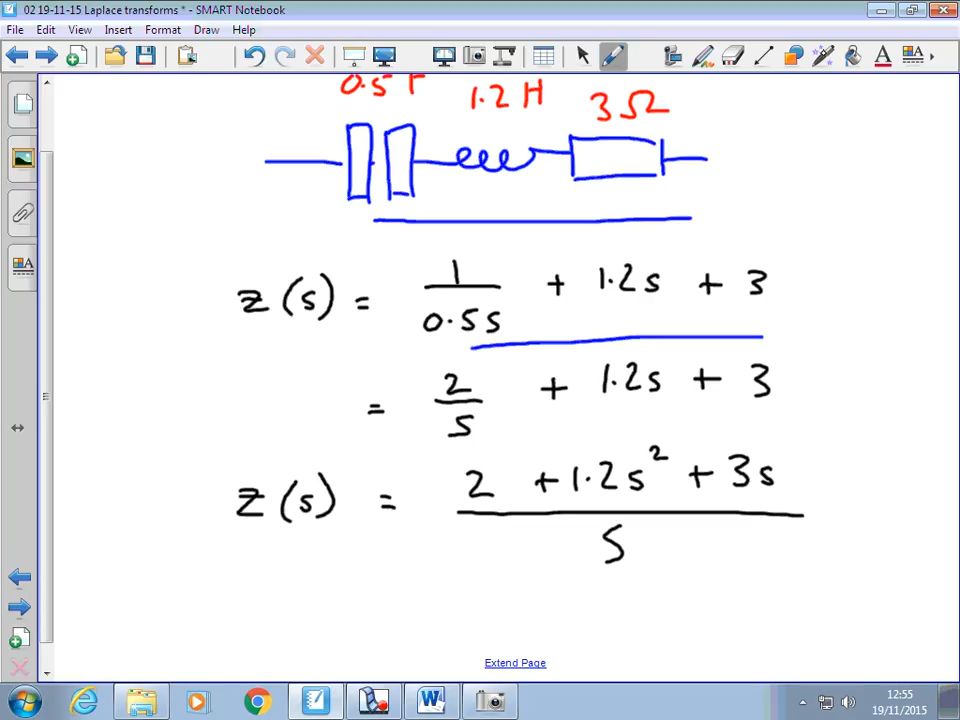 02 19-11-15 Laplace transforms * - SMART Notebook
File Edit View Insert Format Draw Help
0.5 F 1.2 H 3 Ω
z(s) = 1/0.5s + 1.2s + 3
= 2/s + 1.2s + 3
z(s) = 2 + 1.2s² + 3s / s
Extend Page
12:55
19/11/2015